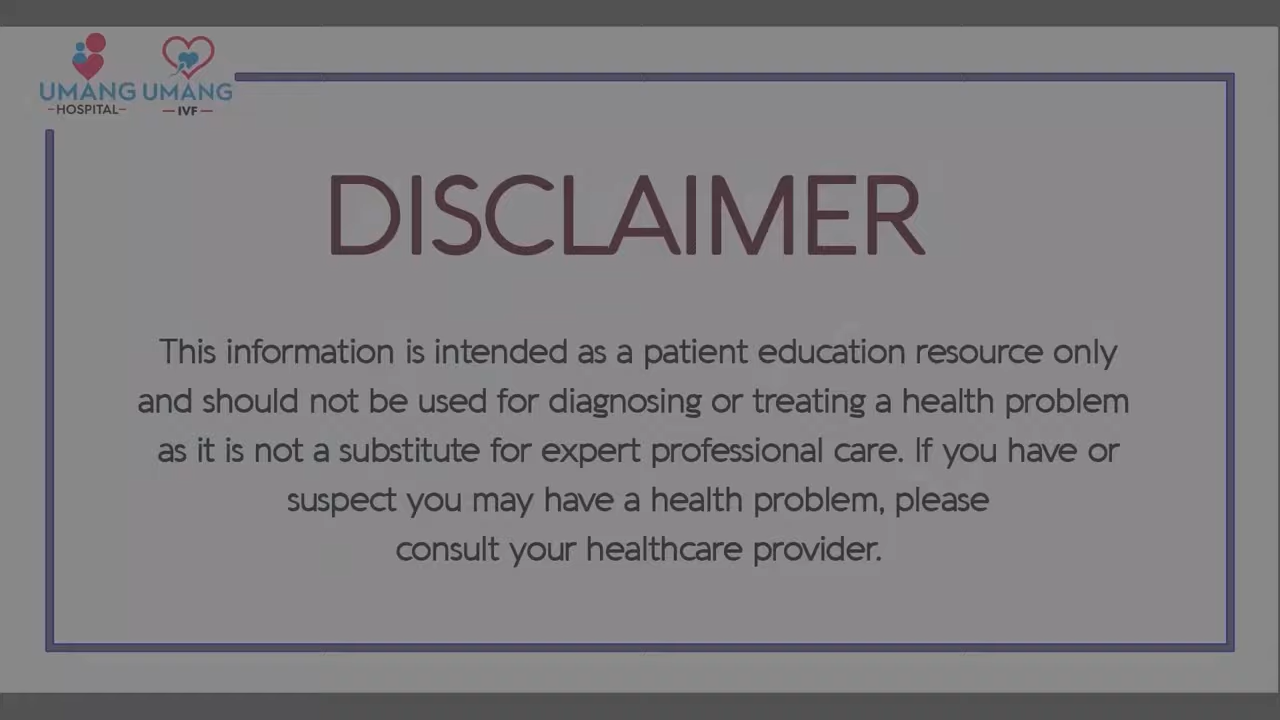 UMANG UMANG
-HOSPITAL- — IVF —
DISCLAIMER
This information is intended as a patient education resource only
and should not be used for diagnosing or treating a health problem
as it is not a substitute for expert professional care. If you have or
suspect you may have a health problem, please
consult your healthcare provider.